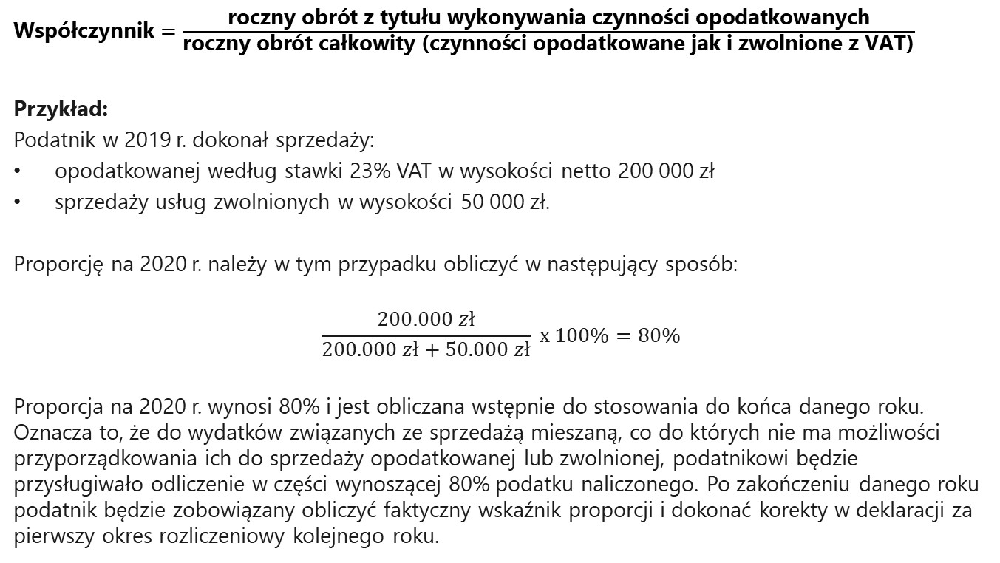 roczny obrót z tytułu wykonywania czynności opodatkowanych
Współczynnik =
roczny obrót całkowity (czynności opodatkowane jak i zwolnione z VAT)
Przykład:
Podatnik w 2019 r. dokonał sprzedaży:
• opodatkowanej według stawki 23% VAT w wysokości netto 200 000 zł
• sprzedaży usług zwolnionych w wysokości 50 000 zł.
Proporcję na 2020 r. należy w tym przypadku obliczyć w następujący sposób:
200.000 zł
200.000 zł + 50.000 zł
x 100% = 80%
Proporcja na 2020 r. wynosi 80% i jest obliczana wstępnie do stosowania do końca danego roku.
Oznacza to, że do wydatków związanych ze sprzedażą mieszaną, co do których nie ma możliwości
przyporządkowania ich do sprzedaży opodatkowanej lub zwolnionej, podatnikowi będzie
przysługiwało odliczenie w części wynoszącej 80% podatku naliczonego. Po zakończeniu danego roku
podatnik będzie zobowiązany obliczyć faktyczny wskaźnik proporcji i dokonać korekty w deklaracji za
pierwszy okres rozliczeniowy kolejnego roku.